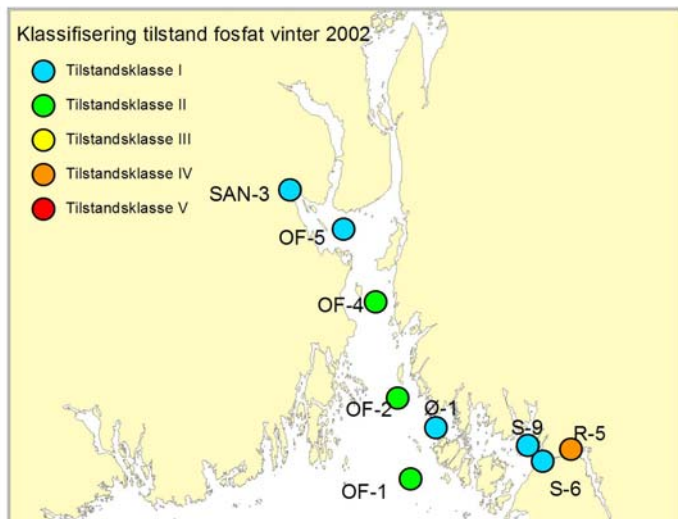 Klassifisering tilstand fosfat vinter 2002
Tilstandsklasse I
Tilstandsklasse II
Tilstandsklasse III
Tilstandsklasse IV
Tilstandsklasse V
SAN-3
OF-5
OF-4
OF-2
Ø-1
S-9
R-5
S-6
OF-1